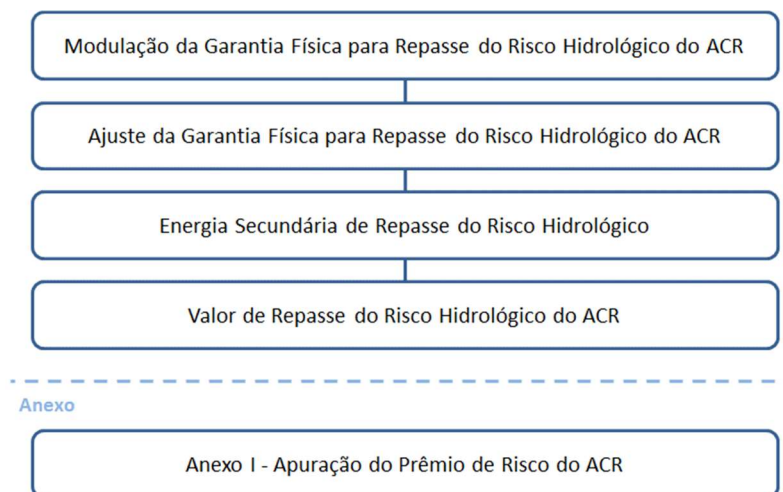 Modulação da Garantia Física para Repasse do Risco Hidrológico do ACR
Ajuste da Garantia Física para Repasse do Risco Hidrológico do ACR
Energia Secundária de Repasse do Risco Hidrológico
Valor de Repasse do Risco Hidrológico do ACR
Anexo
Anexo I - Apuração do Prêmio de Risco do ACR